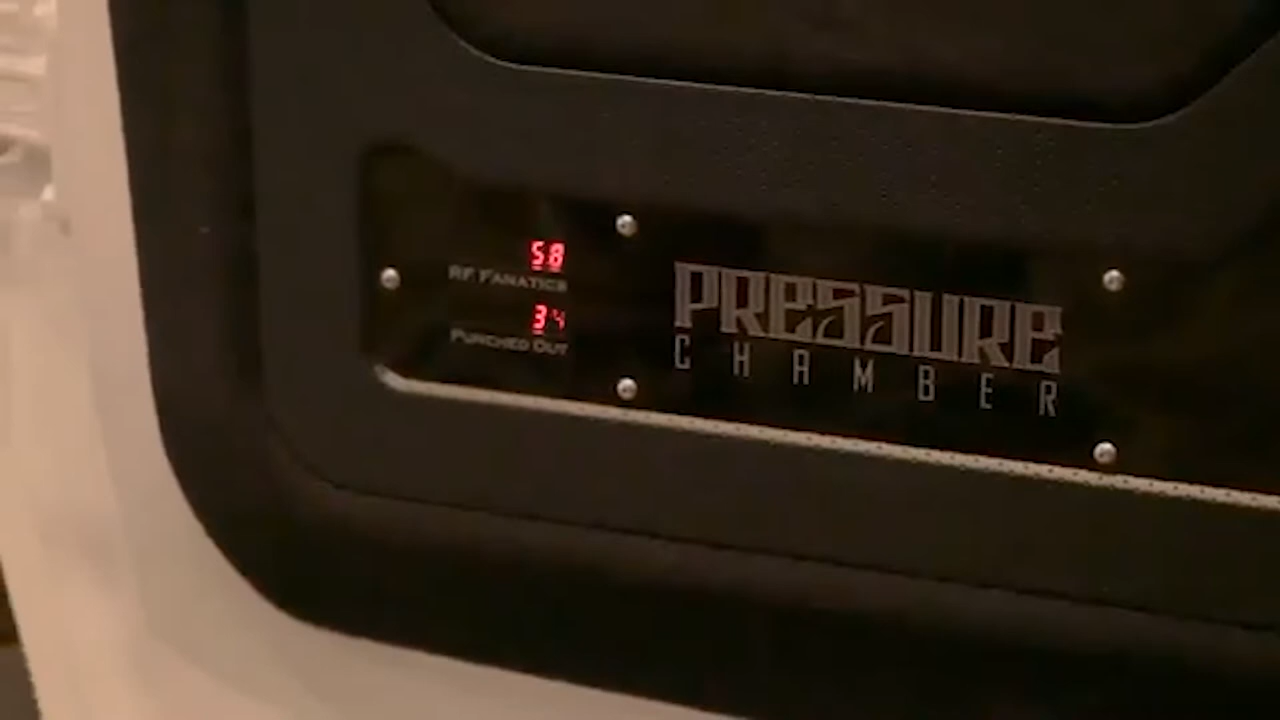 58
RF FANATICS
34
PUNCHED OUT
PRESSURE
CHAMBER